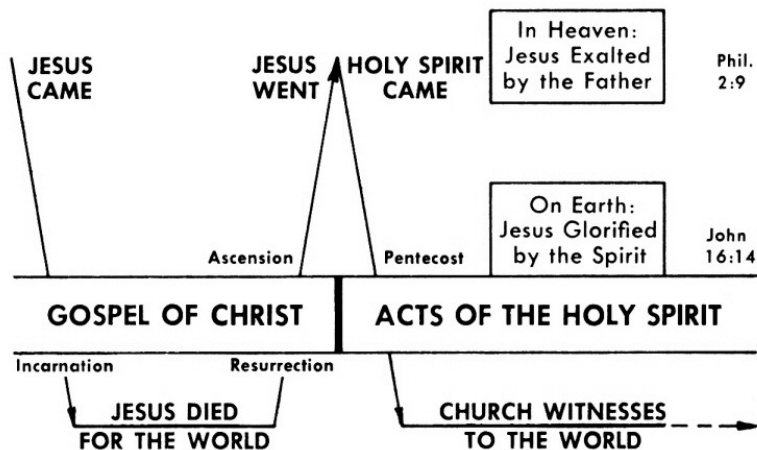 JESUS
CAME
JESUS
WENT
HOLY SPIRIT
CAME
In Heaven:
Jesus Exalted
by the Father
Phil.
2:9
On Earth:
Jesus Glorified
by the Spirit
John
16:14
Ascension
Pentecost
GOSPEL OF CHRIST
ACTS OF THE HOLY SPIRIT
Incarnation
Resurrection
JESUS DIED
FOR THE WORLD
CHURCH WITNESSES
TO THE WORLD